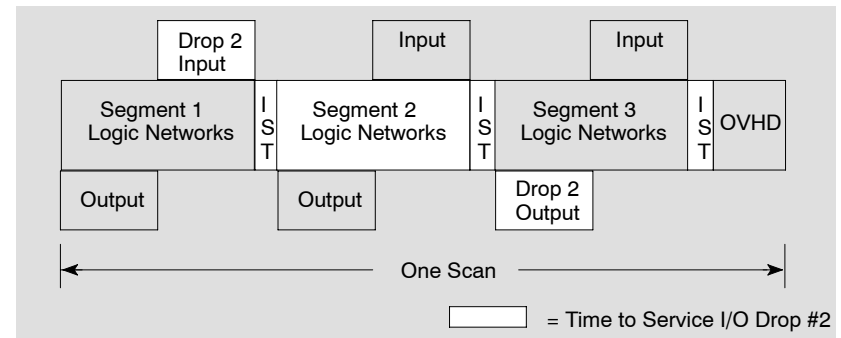 Drop 2
Input
Input
Input
Segment 1
Logic Networks
I
S
T
Segment 2
Logic Networks
I
S
T
Segment 3
Logic Networks
I
S
T
OVHD
Output
Output
Drop 2
Output
One Scan
= Time to Service I/O Drop #2